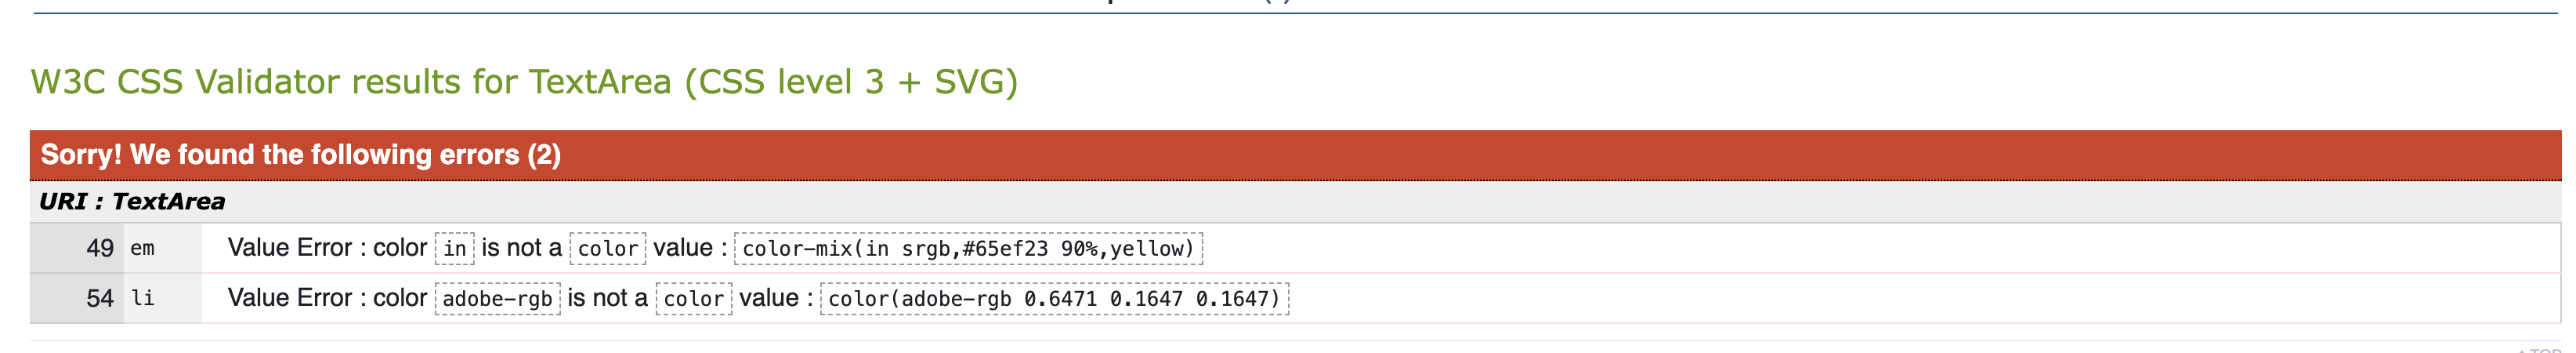 W3C CSS Validator results for TextArea (CSS level 3 + SVG)
Sorry! We found the following errors (2)
URI : TextArea
49 em Value Error : color in is not a color value : color-mix(in srgb,#65ef23 90%,yellow)
54 li Value Error : color adobe-rgb is not a color value : color(adobe-rgb 0.6471 0.1647 0.1647)